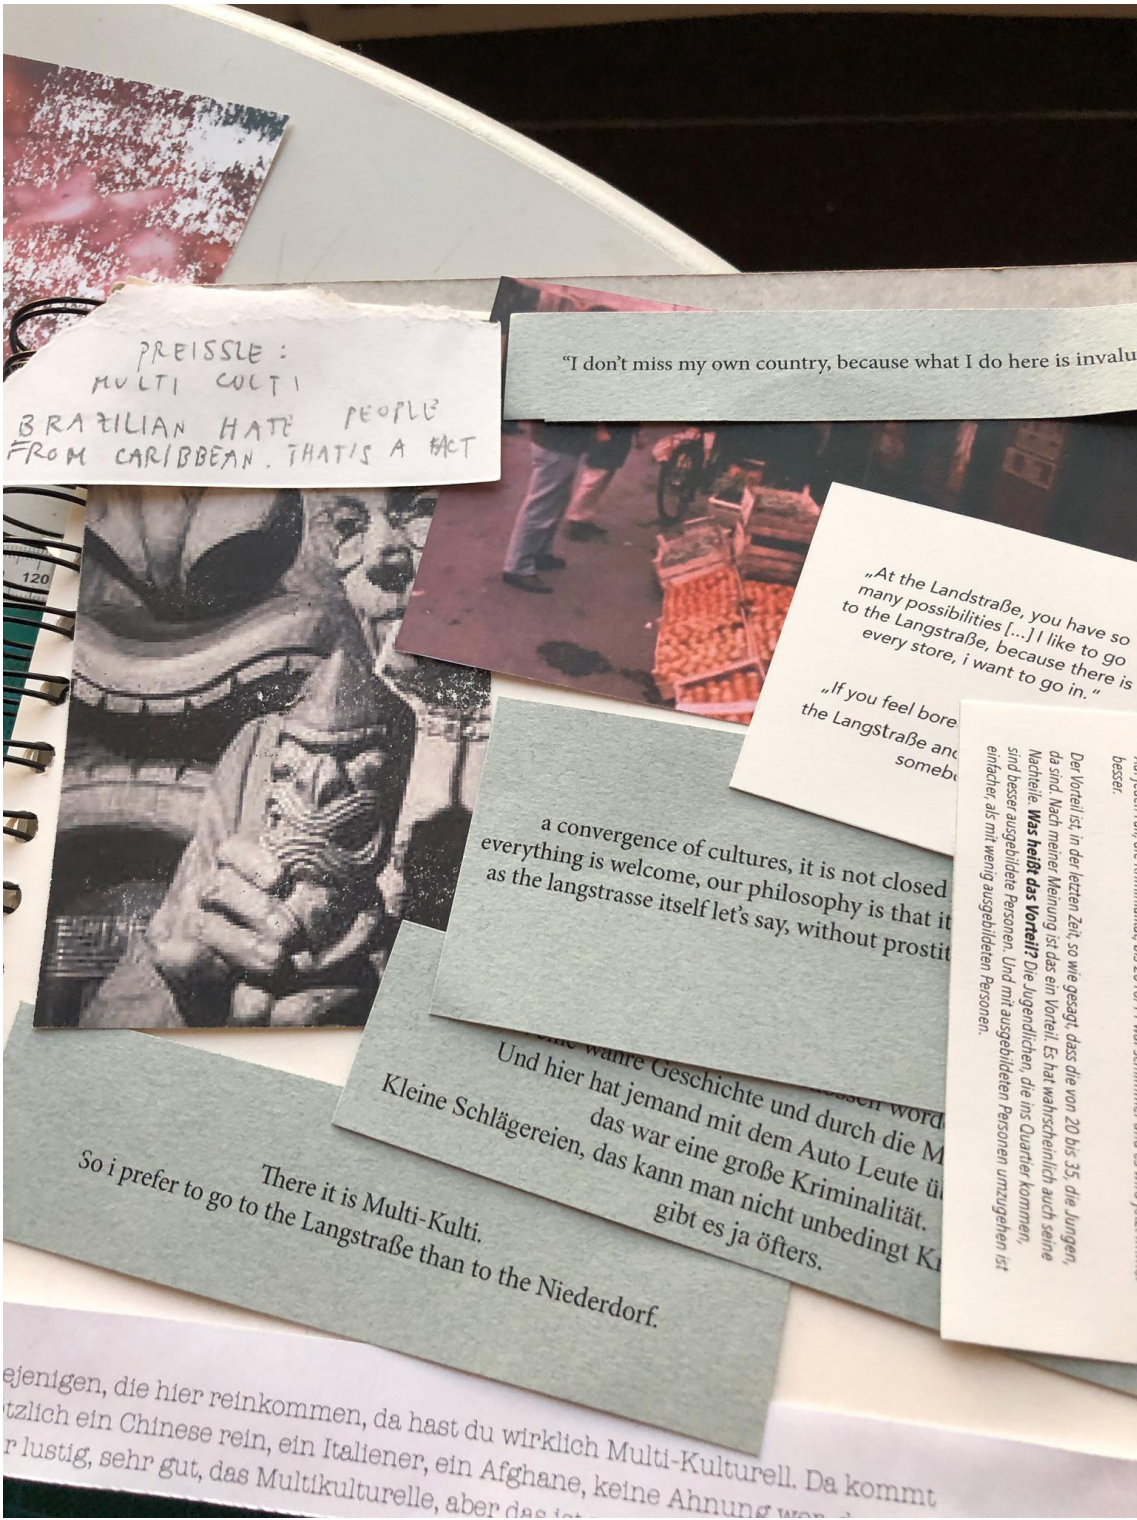 PREISSLE:
MULTI CULTI
BRAZILIAN HATE PEOPLE
FROM CARIBBEAN. THAT'S A FACT
"I don't miss my own country, because what I do here is invalu
120
„At the Landstraße, you have so
many possibilities [...] I like to go
to the Langstraße, because there is
every store, i want to go in."
„If you feel bore
the Langstraße and
someb
a convergence of cultures, it is not closed
everything is welcome, our philosophy is that it
as the langstrasse itself let's say, without prostit
besser.
Der Vorteil ist, in der letzten Zeit, so wie gesagt, dass die von 20 bis 35, die Jungen,
da sind. Nach meiner Meinung ist das ein Vorteil. Es hat wahrscheinlich auch seine
Nachteile. Was heißt das Vorteil? Die Jugendlichen, die ins Quartier kommen,
sind besser ausgebildete Personen. Und mit ausgebildeten Personen umzugehen ist
einfacher, als mit wenig ausgebildeten Personen.
wahre Geschichte und durch die M
Und hier hat jemand mit dem Auto Leute ü
das war eine große Kriminalität.
Kleine Schlägereien, das kann man nicht unbedingt K
gibt es ja öfters.
There it is Multi-Kulti.
So i prefer to go to the Langstraße than to the Niederdorf.
ejenigen, die hier reinkommen, da hast du wirklich Multi-Kulturell. Da kommt
tzlich ein Chinese rein, ein Italiener, ein Afghane, keine Ahnung
r lustig, sehr gut, das Multikulturelle, aber das